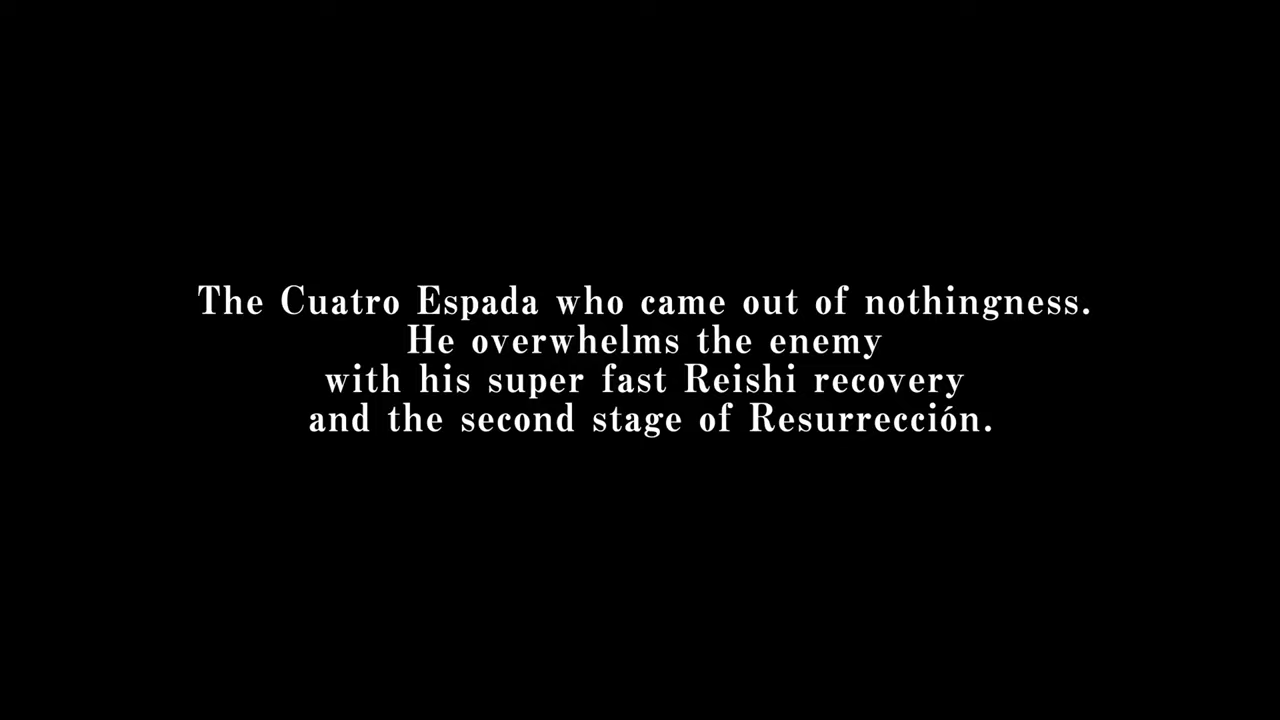 The Cuatro Espada who came out of nothingness.
He overwhelms the enemy
with his super fast Reishi recovery
and the second stage of Resurrección.